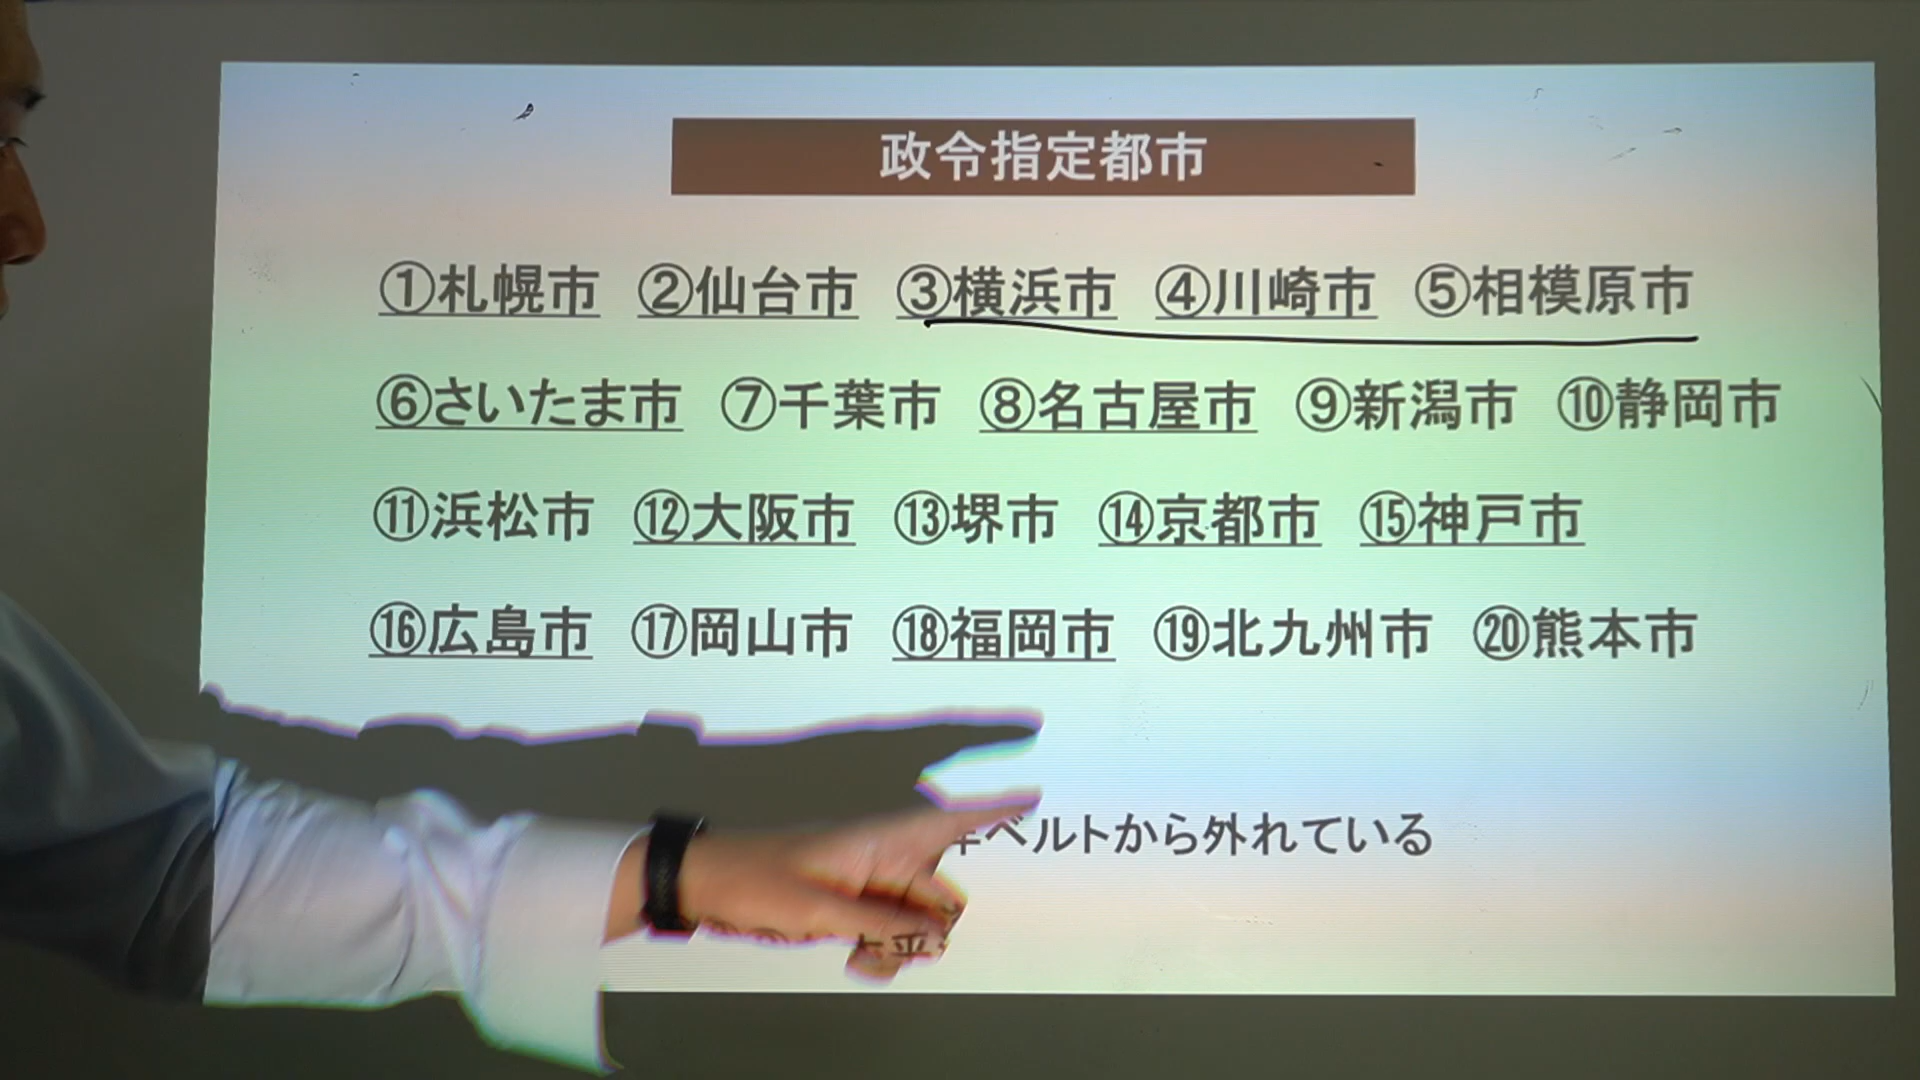 政令指定都市
①札幌市 ②仙台市 ③横浜市 ④川崎市 ⑤相模原市
⑥さいたま市 ⑦千葉市 ⑧名古屋市 ⑨新潟市 ⑩静岡市
⑪浜松市 ⑫大阪市 ⑬堺市 ⑭京都市 ⑮神戸市
⑯広島市 ⑰岡山市 ⑱福岡市 ⑲北九州市 ⑳熊本市
ベルトから外れている
太平